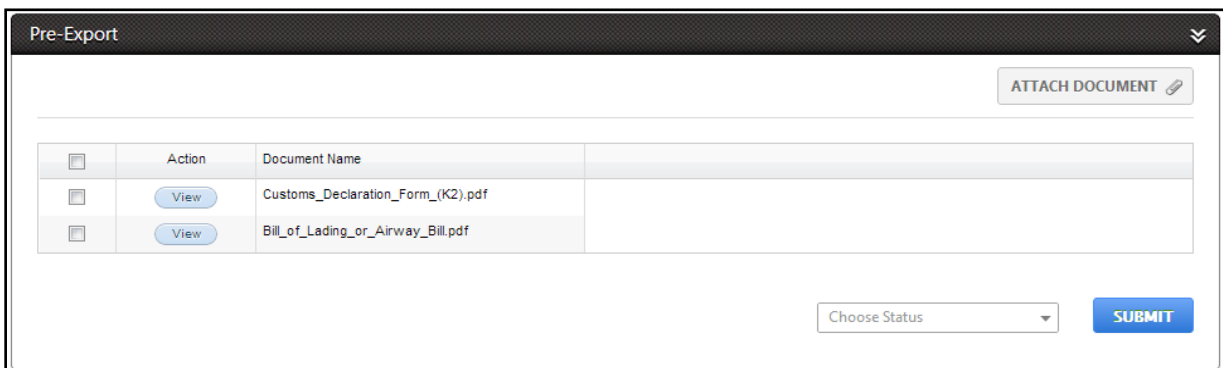 Pre-Export
ATTACH DOCUMENT
Action Document Name
View Customs_Declaration_Form_(K2).pdf
View Bill_of_Lading_or_Airway_Bill.pdf
Choose Status SUBMIT